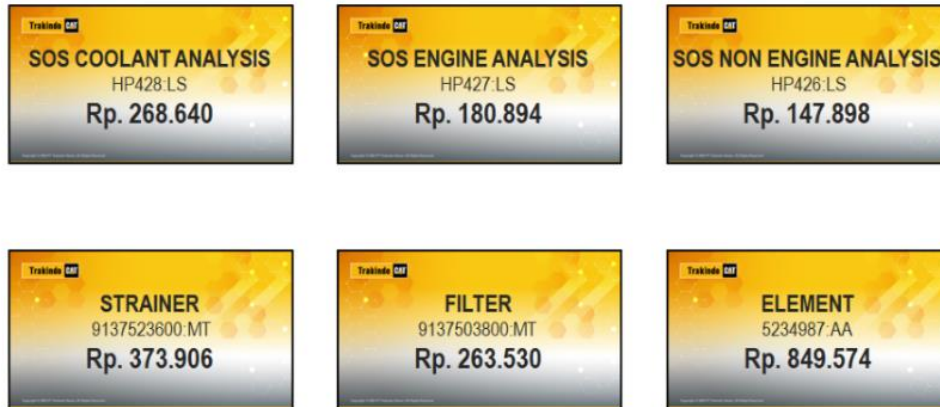 Trakindo CAT
SOS COOLANT ANALYSIS
HP428:LS
Rp. 268.640
Trakindo CAT
SOS ENGINE ANALYSIS
HP427:LS
Rp. 180.894
Trakindo CAT
SOS NON ENGINE ANALYSIS
HP426:LS
Rp. 147.898
Trakindo CAT
STRAINER
9137523600:MT
Rp. 373.906
Trakindo CAT
FILTER
9137503800:MT
Rp. 263.530
Trakindo CAT
ELEMENT
5234987:AA
Rp. 849.574